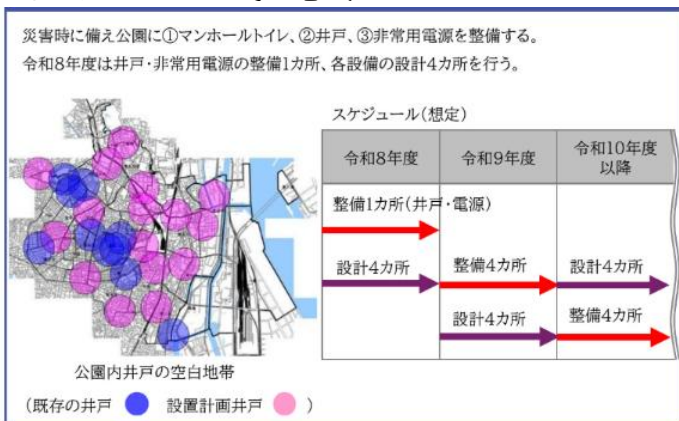 災害時に備え公園に①マンホールトイレ、②井戸、③非常用電源を整備する。
令和8年度は井戸・非常用電源の整備1カ所、各設備の設計4カ所を行う。
スケジュール(想定)
令和8年度
令和9年度
令和10年度
以降
整備1カ所(井戸・電源)
設計4カ所
整備4カ所
設計4カ所
設計4カ所
整備4カ所
公園内井戸の空白地帯
(既存の井戸 設置計画井戸 )